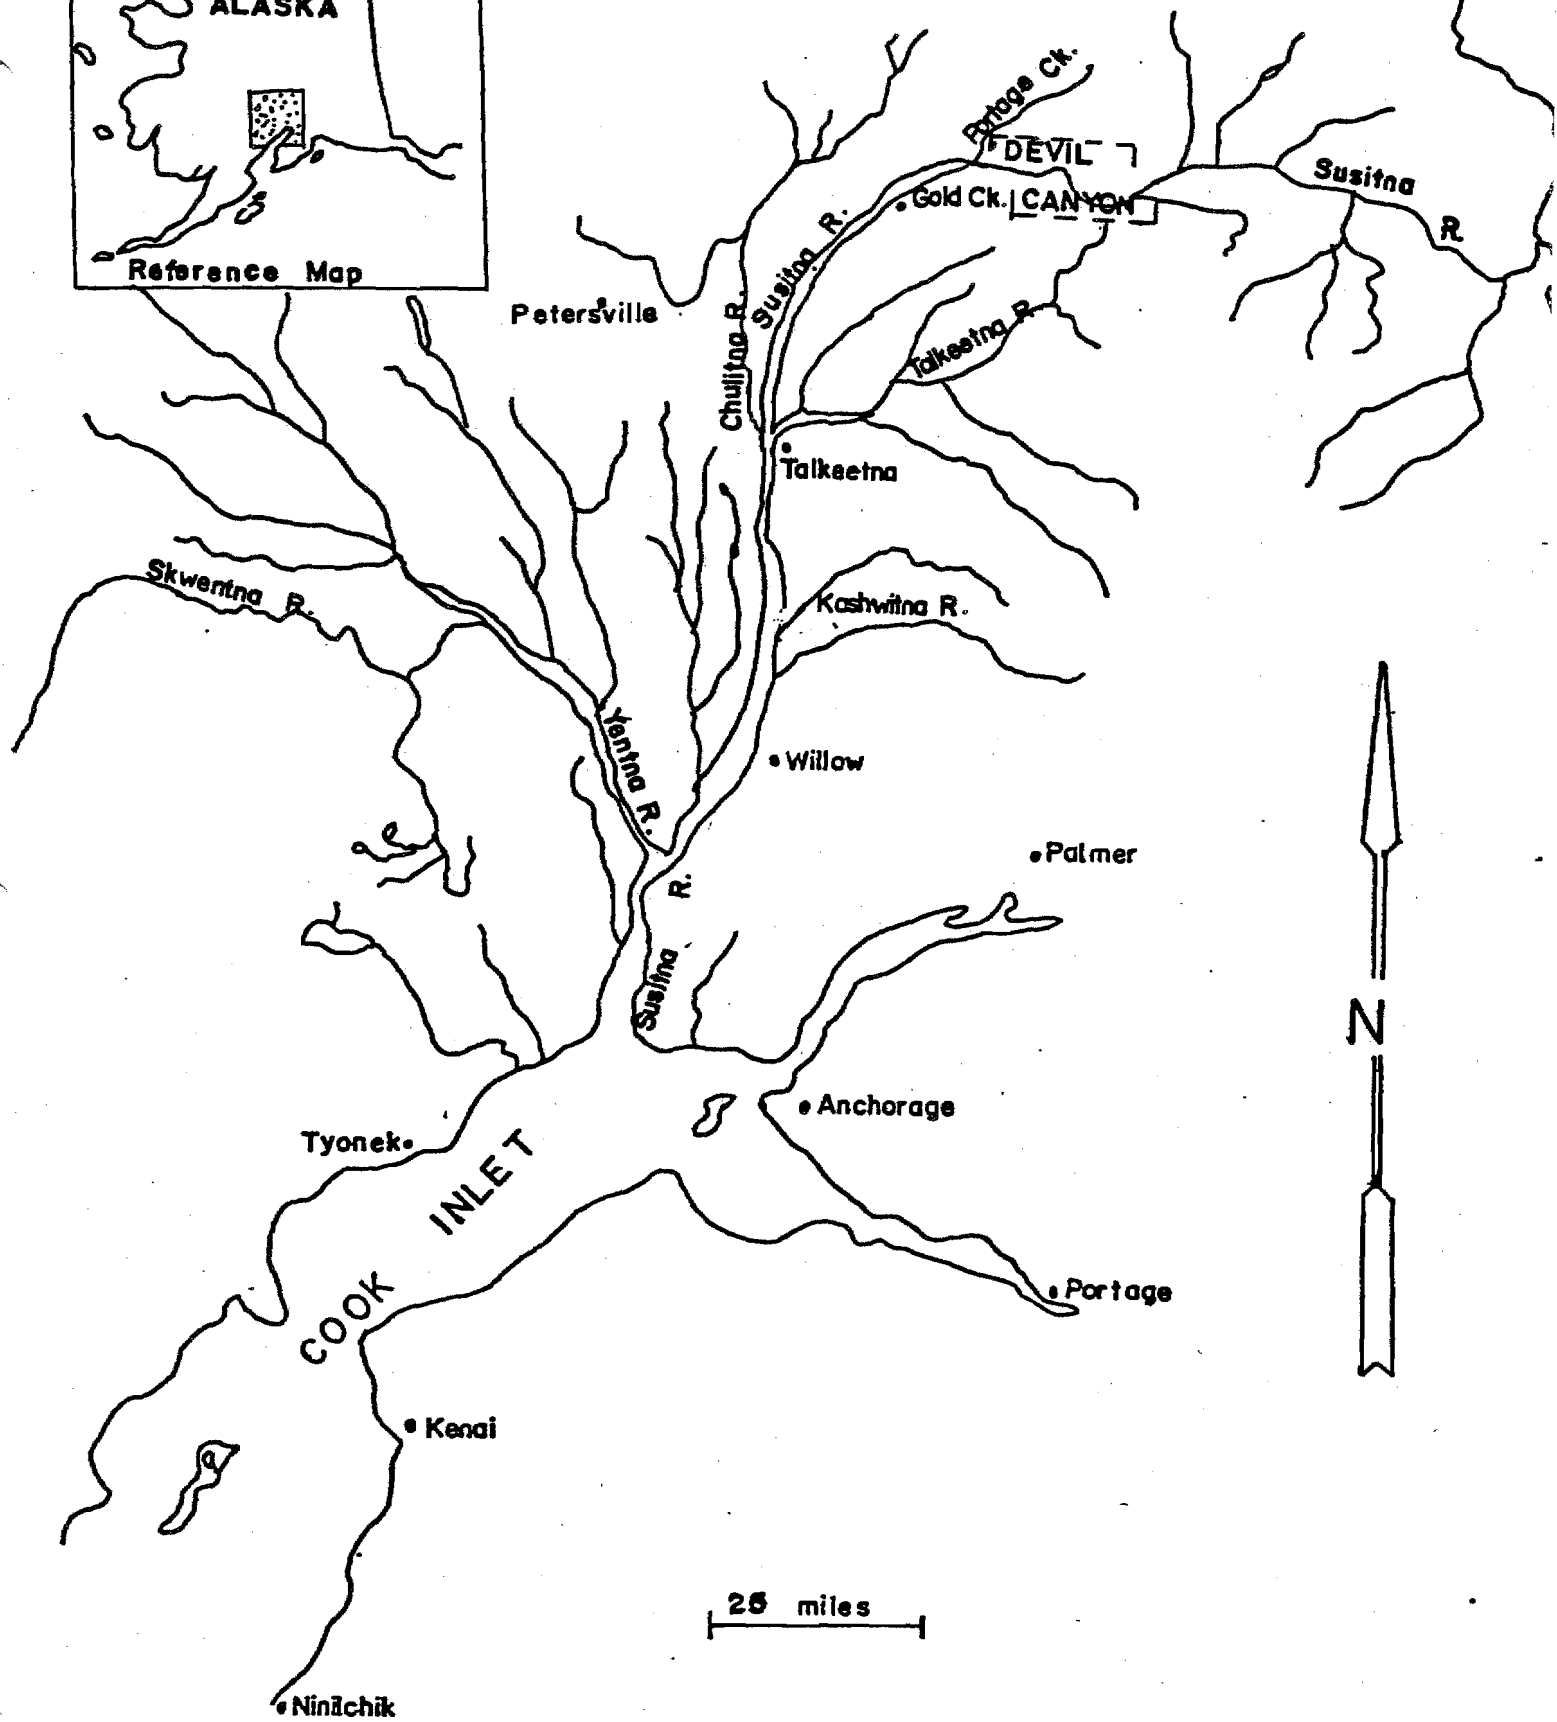 ALASKA
Reference Map
Portage Ck.
DEVIL
CANYON
Gold Ck.
Susitna R.
Susitna R.
Petersville
Chulitna R.
Talkeetna R.
Talkeetna
Skwentna R.
Kashwitna R.
Yentna R.
Willow
Palmer
Susitna R.
N
Anchorage
Tyonek
COOK INLET
Portage
Kenai
25 miles
Ninilchik